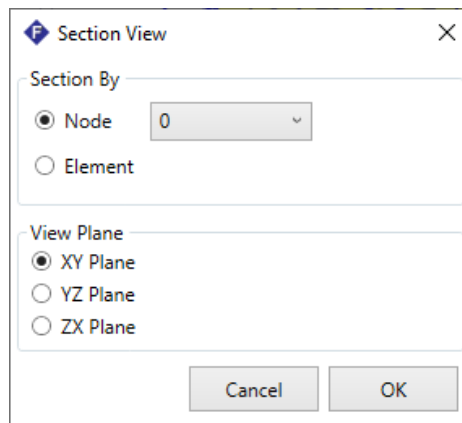 F Section View
Section By
Node 0
Element
View Plane
XY Plane
YZ Plane
ZX Plane
Cancel OK